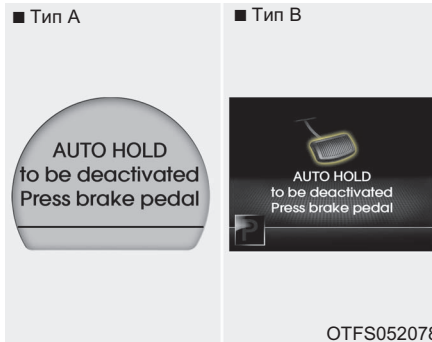 ■ Тип A
AUTO HOLD
to be deactivated
Press brake pedal
■ Тип B
AUTO HOLD
to be deactivated
Press brake pedal
P
OTFS052078